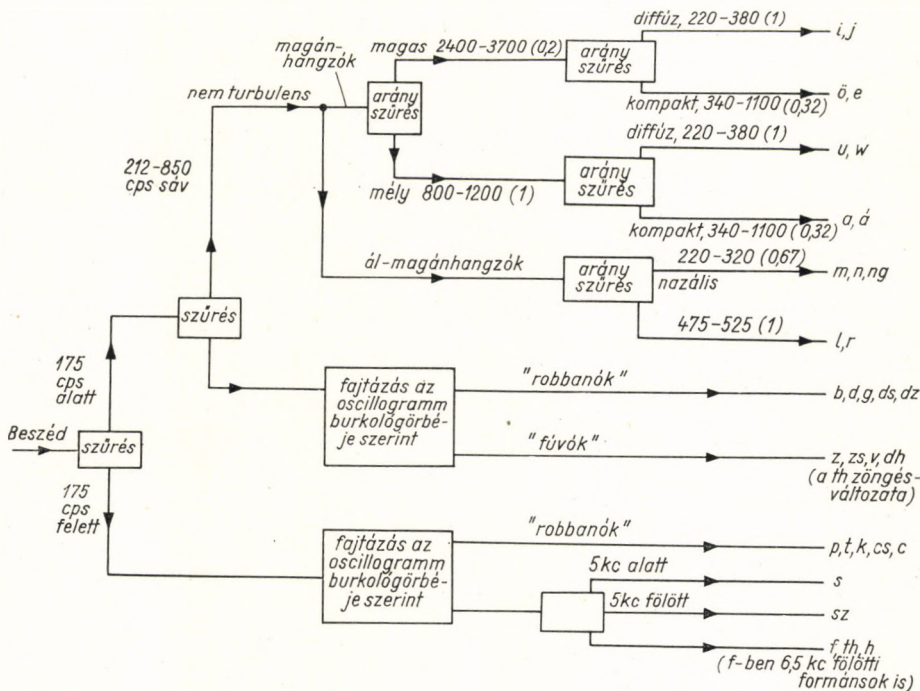 diffúz, 220-380 (1)
i, j
magán-
hangzók
magas 2400-3700 (0,2)
arány
szűrés
nem turbulens
arány
szűrés
ö, e
kompakt, 340-1100 (0,32)
diffúz, 220-380 (1)
u, w
212-850
cps sáv
arány
szűrés
mély 800-1200 (1)
a, á
kompakt, 340-1100 (0,32)
ál-magánhangzók
arány
szűrés
220-320 (0,67)
nazális
m, n, ng
szűrés
475-525 (1)
l, r
175
cps
alatt
fajtázás az
oscillogramm
burkológörbé-
je szerint
"robbanók"
b, d, g, ds, dz
Beszéd
szűrés
"fúvók"
z, zs, v, dh
(a th zöngés-
változata)
175
cps
felett
fajtázás az
oscillogramm
burkológörbé-
je szerint
"robbanók"
p, t, k, cs, c
5kc alatt
s
5kc fölött
sz
f, th, h
(f-ben 6,5 kc fölötti
formánsok is)